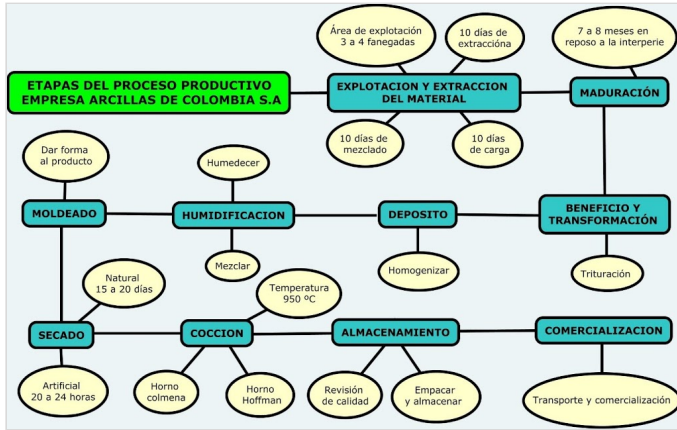 Área de explotación
3 a 4 fanegadas
10 días de
extraccióna
7 a 8 meses en
reposo a la interperie
ETAPAS DEL PROCESO PRODUCTIVO
EMPRESA ARCILLAS DE COLOMBIA S.A
EXPLOTACION Y EXTRACCION
DEL MATERIAL
MADURACIÓN
10 días de
mezclado
10 días
de carga
Dar forma
al producto
Humedecer
MOLDEADO
HUMIDIFICACION
DEPOSITO
BENEFICIO Y
TRANSFORMACIÓN
Mezclar
Homogenizar
Trituración
Natural
15 a 20 días
Temperatura
950 ºC
SECADO
COCCION
ALMACENAMIENTO
COMERCIALIZACION
Artificial
20 a 24 horas
Horno
colmena
Horno
Hoffman
Revisión
de calidad
Empacar
y almacenar
Transporte y comercialización